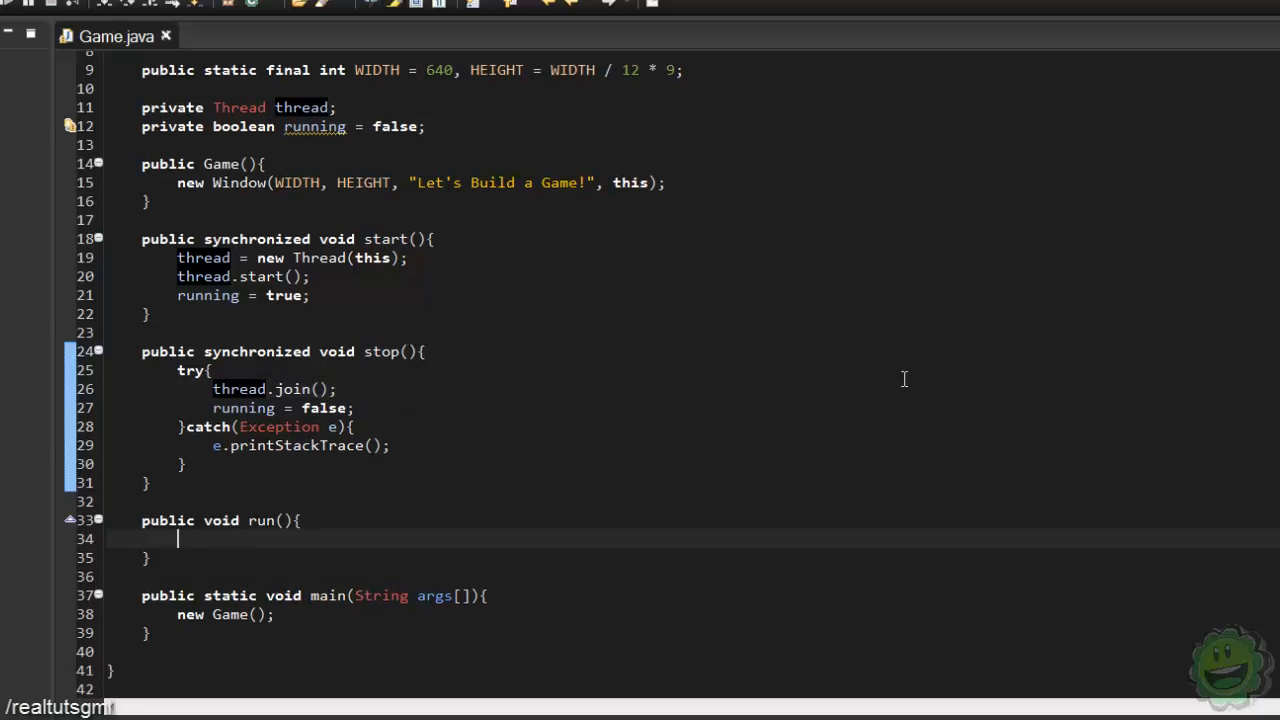 Game.java
8
9 public static final int WIDTH = 640, HEIGHT = WIDTH / 12 * 9;
10
11 private Thread thread;
12 private boolean running = false;
13
14 public Game(){
15 new Window(WIDTH, HEIGHT, "Let's Build a Game!", this);
16 }
17
18 public synchronized void start(){
19 thread = new Thread(this);
20 thread.start();
21 running = true;
22 }
23
24 public synchronized void stop(){
25 try{
26 thread.join();
27 running = false;
28 }catch(Exception e){
29 e.printStackTrace();
30 }
31 }
32
33 public void run(){
34
35 }
36
37 public static void main(String args[]){
38 new Game();
39 }
40
41 }
42
/realtutsgml